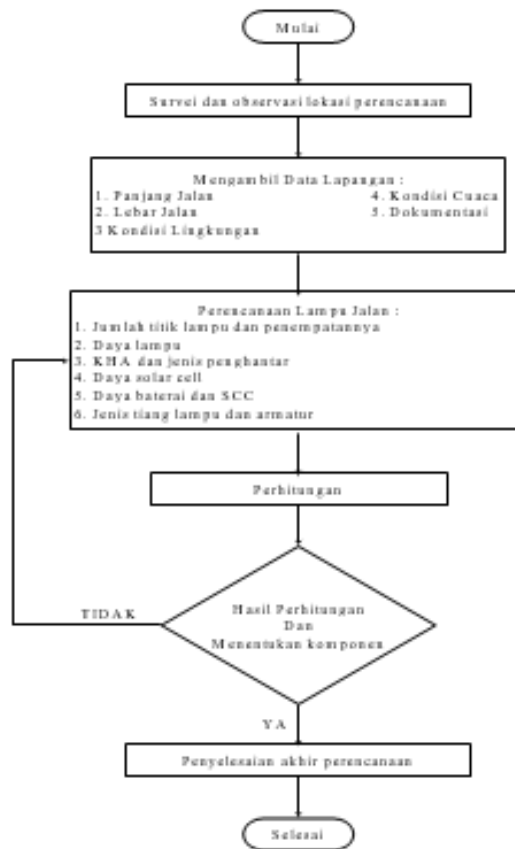 Mulai
Survei dan observasi lokasi perencanaan
Mengambil Data Lapangan :
1. Panjang Jalan
2. Lebar Jalan
3 Kondisi Lingkungan
4. Kondisi Cuaca
5. Dokumentasi
Perencanaan Lampu Jalan :
1. Jumlah titik lampu dan penempatannya
2. Daya lampu
3. KHA dan jenis penghantar
4. Daya solar cell
5. Daya baterai dan SCC
6. Jenis tiang lampu dan armatur
Perhitungan
Hasil Perhitungan
Dan
Menentukan komponen
TIDAK
YA
Penyelesaian akhir perencanaan
Selesai